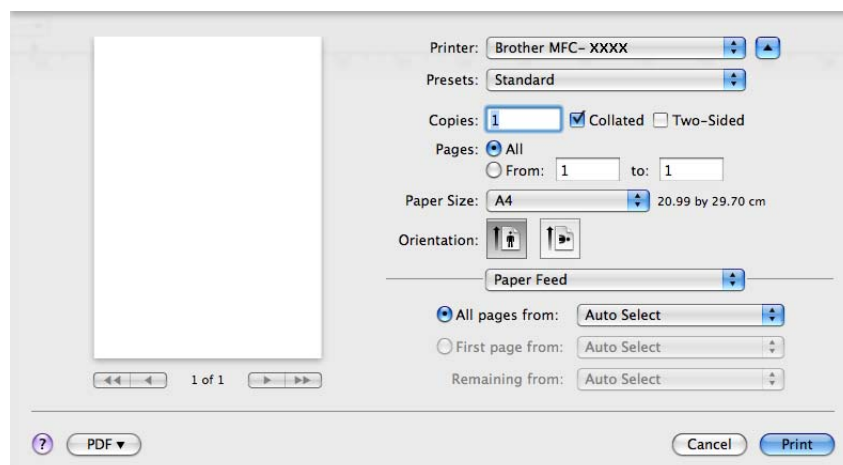 Printer: Brother MFC- XXXX
Presets: Standard
Copies: 1 Collated Two-Sided
Pages: All
From: 1 to: 1
Paper Size: A4 20.99 by 29.70 cm
Orientation:
Paper Feed
All pages from: Auto Select
First page from: Auto Select
Remaining from: Auto Select
1 of 1
? PDF ▼ Cancel Print